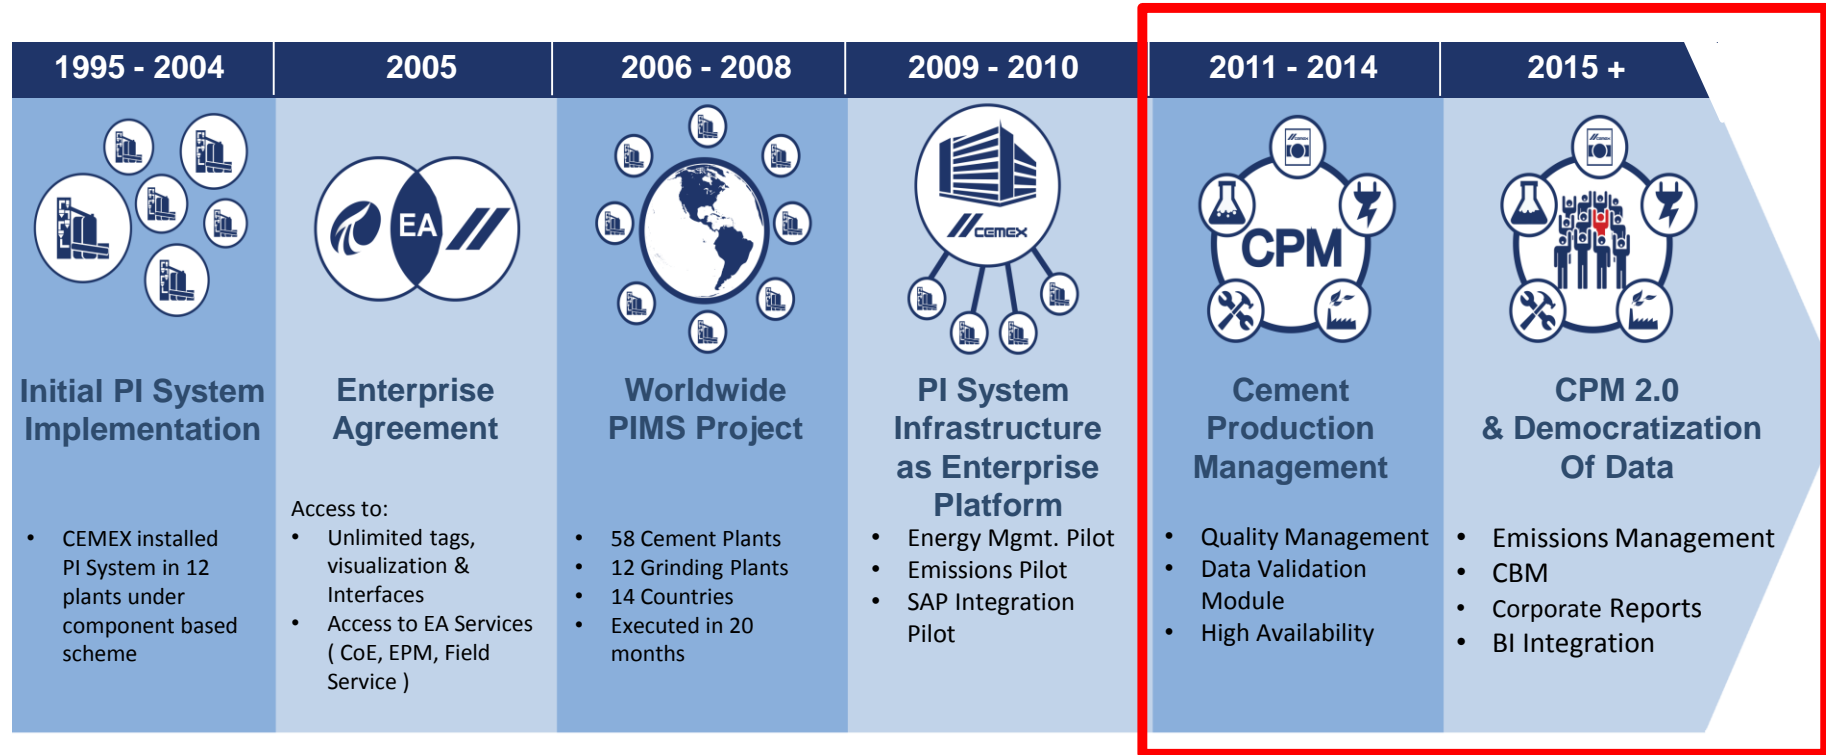 1995 - 2004
2005
2006 - 2008
2009 - 2010
2011 - 2014
2015 +
EA
CEMEX
CPM
Initial PI System
Implementation
• CEMEX installed
PI System in 12
plants under
component based
scheme
Enterprise
Agreement
Access to:
• Unlimited tags,
visualization &
Interfaces
• Access to EA Services
( CoE, EPM, Field
Service )
Worldwide
PIMS Project
• 58 Cement Plants
• 12 Grinding Plants
• 14 Countries
• Executed in 20
months
PI System
Infrastructure
as Enterprise
Platform
• Energy Mgmt. Pilot
• Emissions Pilot
• SAP Integration
Pilot
Cement
Production
Management
• Quality Management
• Data Validation
Module
• High Availability
CPM 2.0
& Democratization
Of Data
• Emissions Management
• CBM
• Corporate Reports
• BI Integration